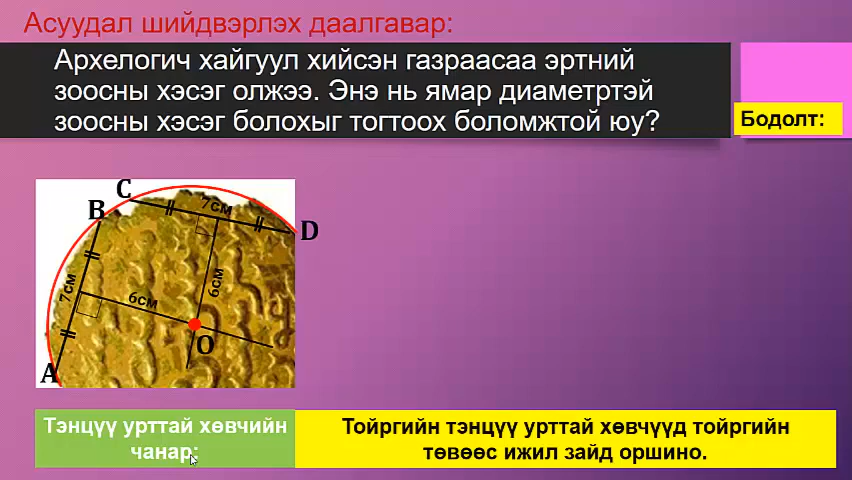 Асуудал шийдвэрлэх даалгавар:
Архелогич хайгуул хийсэн газраасаа эртний
зоосны хэсэг олжээ. Энэ нь ямар диаметртэй
зоосны хэсэг болохыг тогтоох боломжтой юу?
Бодолт:
C
7см
B
D
7см
6см
6см
O
A
Тэнцүү урттай хөвчийн
чанар:
Тойргийн тэнцүү урттай хөвчүүд тойргийн
төвөөс ижил зайд оршино.